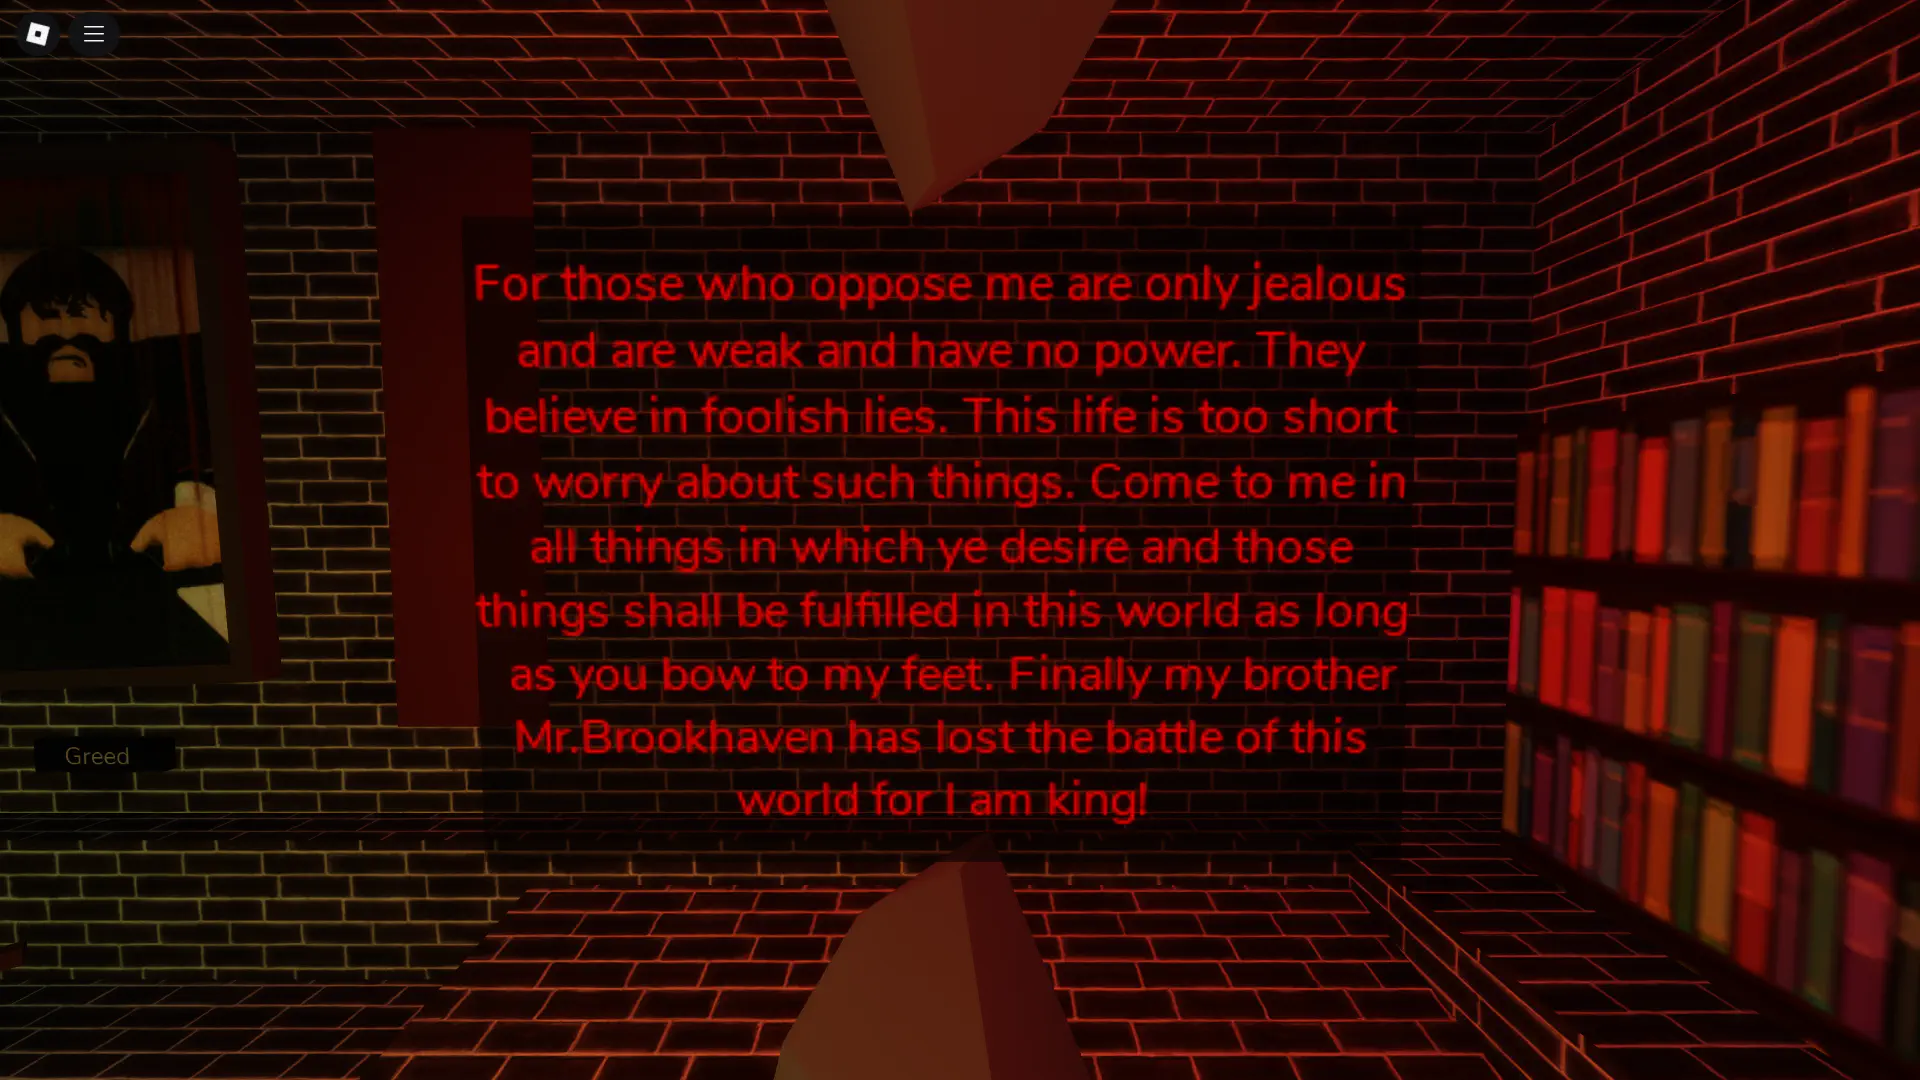 For those who oppose me are only jealous
and are weak and have no power. They
believe in foolish lies. This life is too short
to worry about such things. Come to me in
all things in which ye desire and those
things shall be fulfilled in this world as long
as you bow to my feet. Finally my brother
Mr.Brookhaven has lost the battle of this
world for I am king!
Greed